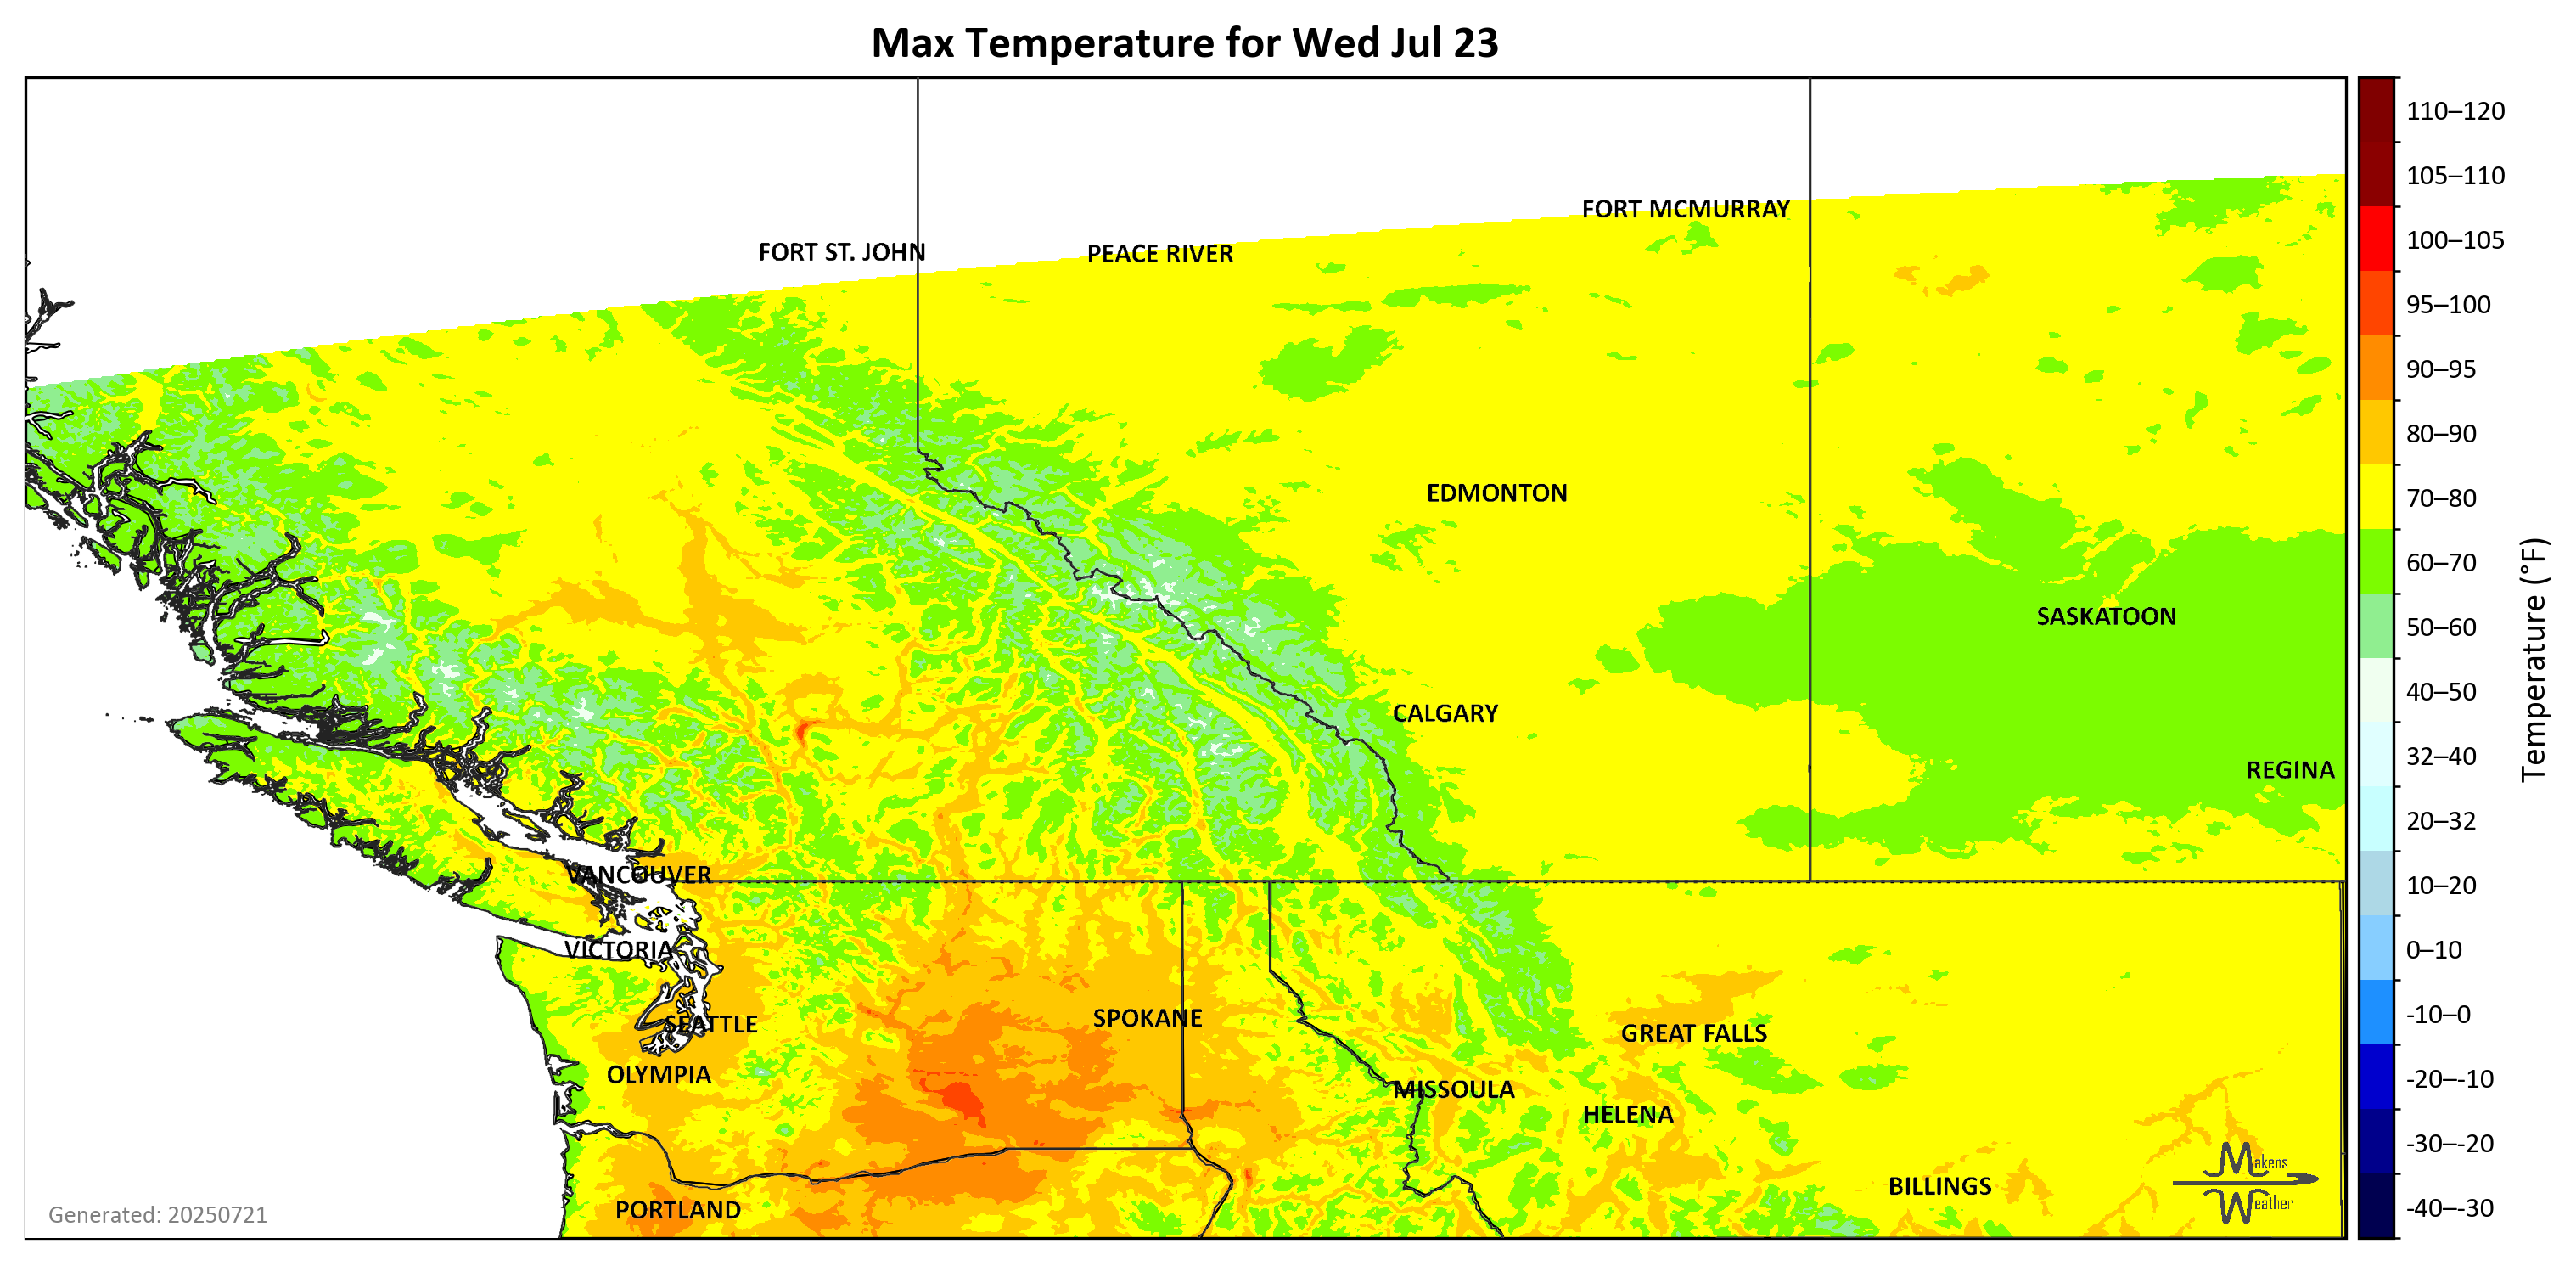 Max Temperature for Wed Jul 23
110–120
105–110
100–105
95–100
90–95
80–90
70–80
60–70
50–60
40–50
32–40
20–32
10–20
0–10
-10–0
-20–-10
-30–-20
-40–-30
Temperature (°F)
FORT MCMURRAY
FORT ST. JOHN
PEACE RIVER
EDMONTON
SASKATOON
CALGARY
REGINA
VANCOUVER
VICTORIA
SPOKANE
SEATTLE
GREAT FALLS
OLYMPIA
MISSOULA
HELENA
BILLINGS
PORTLAND
Makens
Weather
Generated: 20250721